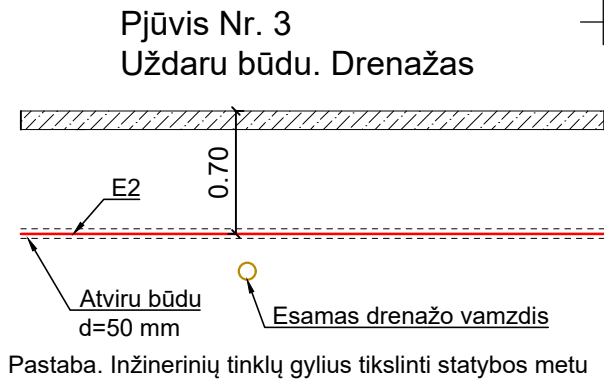 Pjūvis Nr. 3
Uždaru būdu. Drenažas
0.70
E2
Atviru būdu
d=50 mm
Esamas drenažo vamzdis
Pastaba. Inžinerinių tinklų gylius tikslinti statybos metu